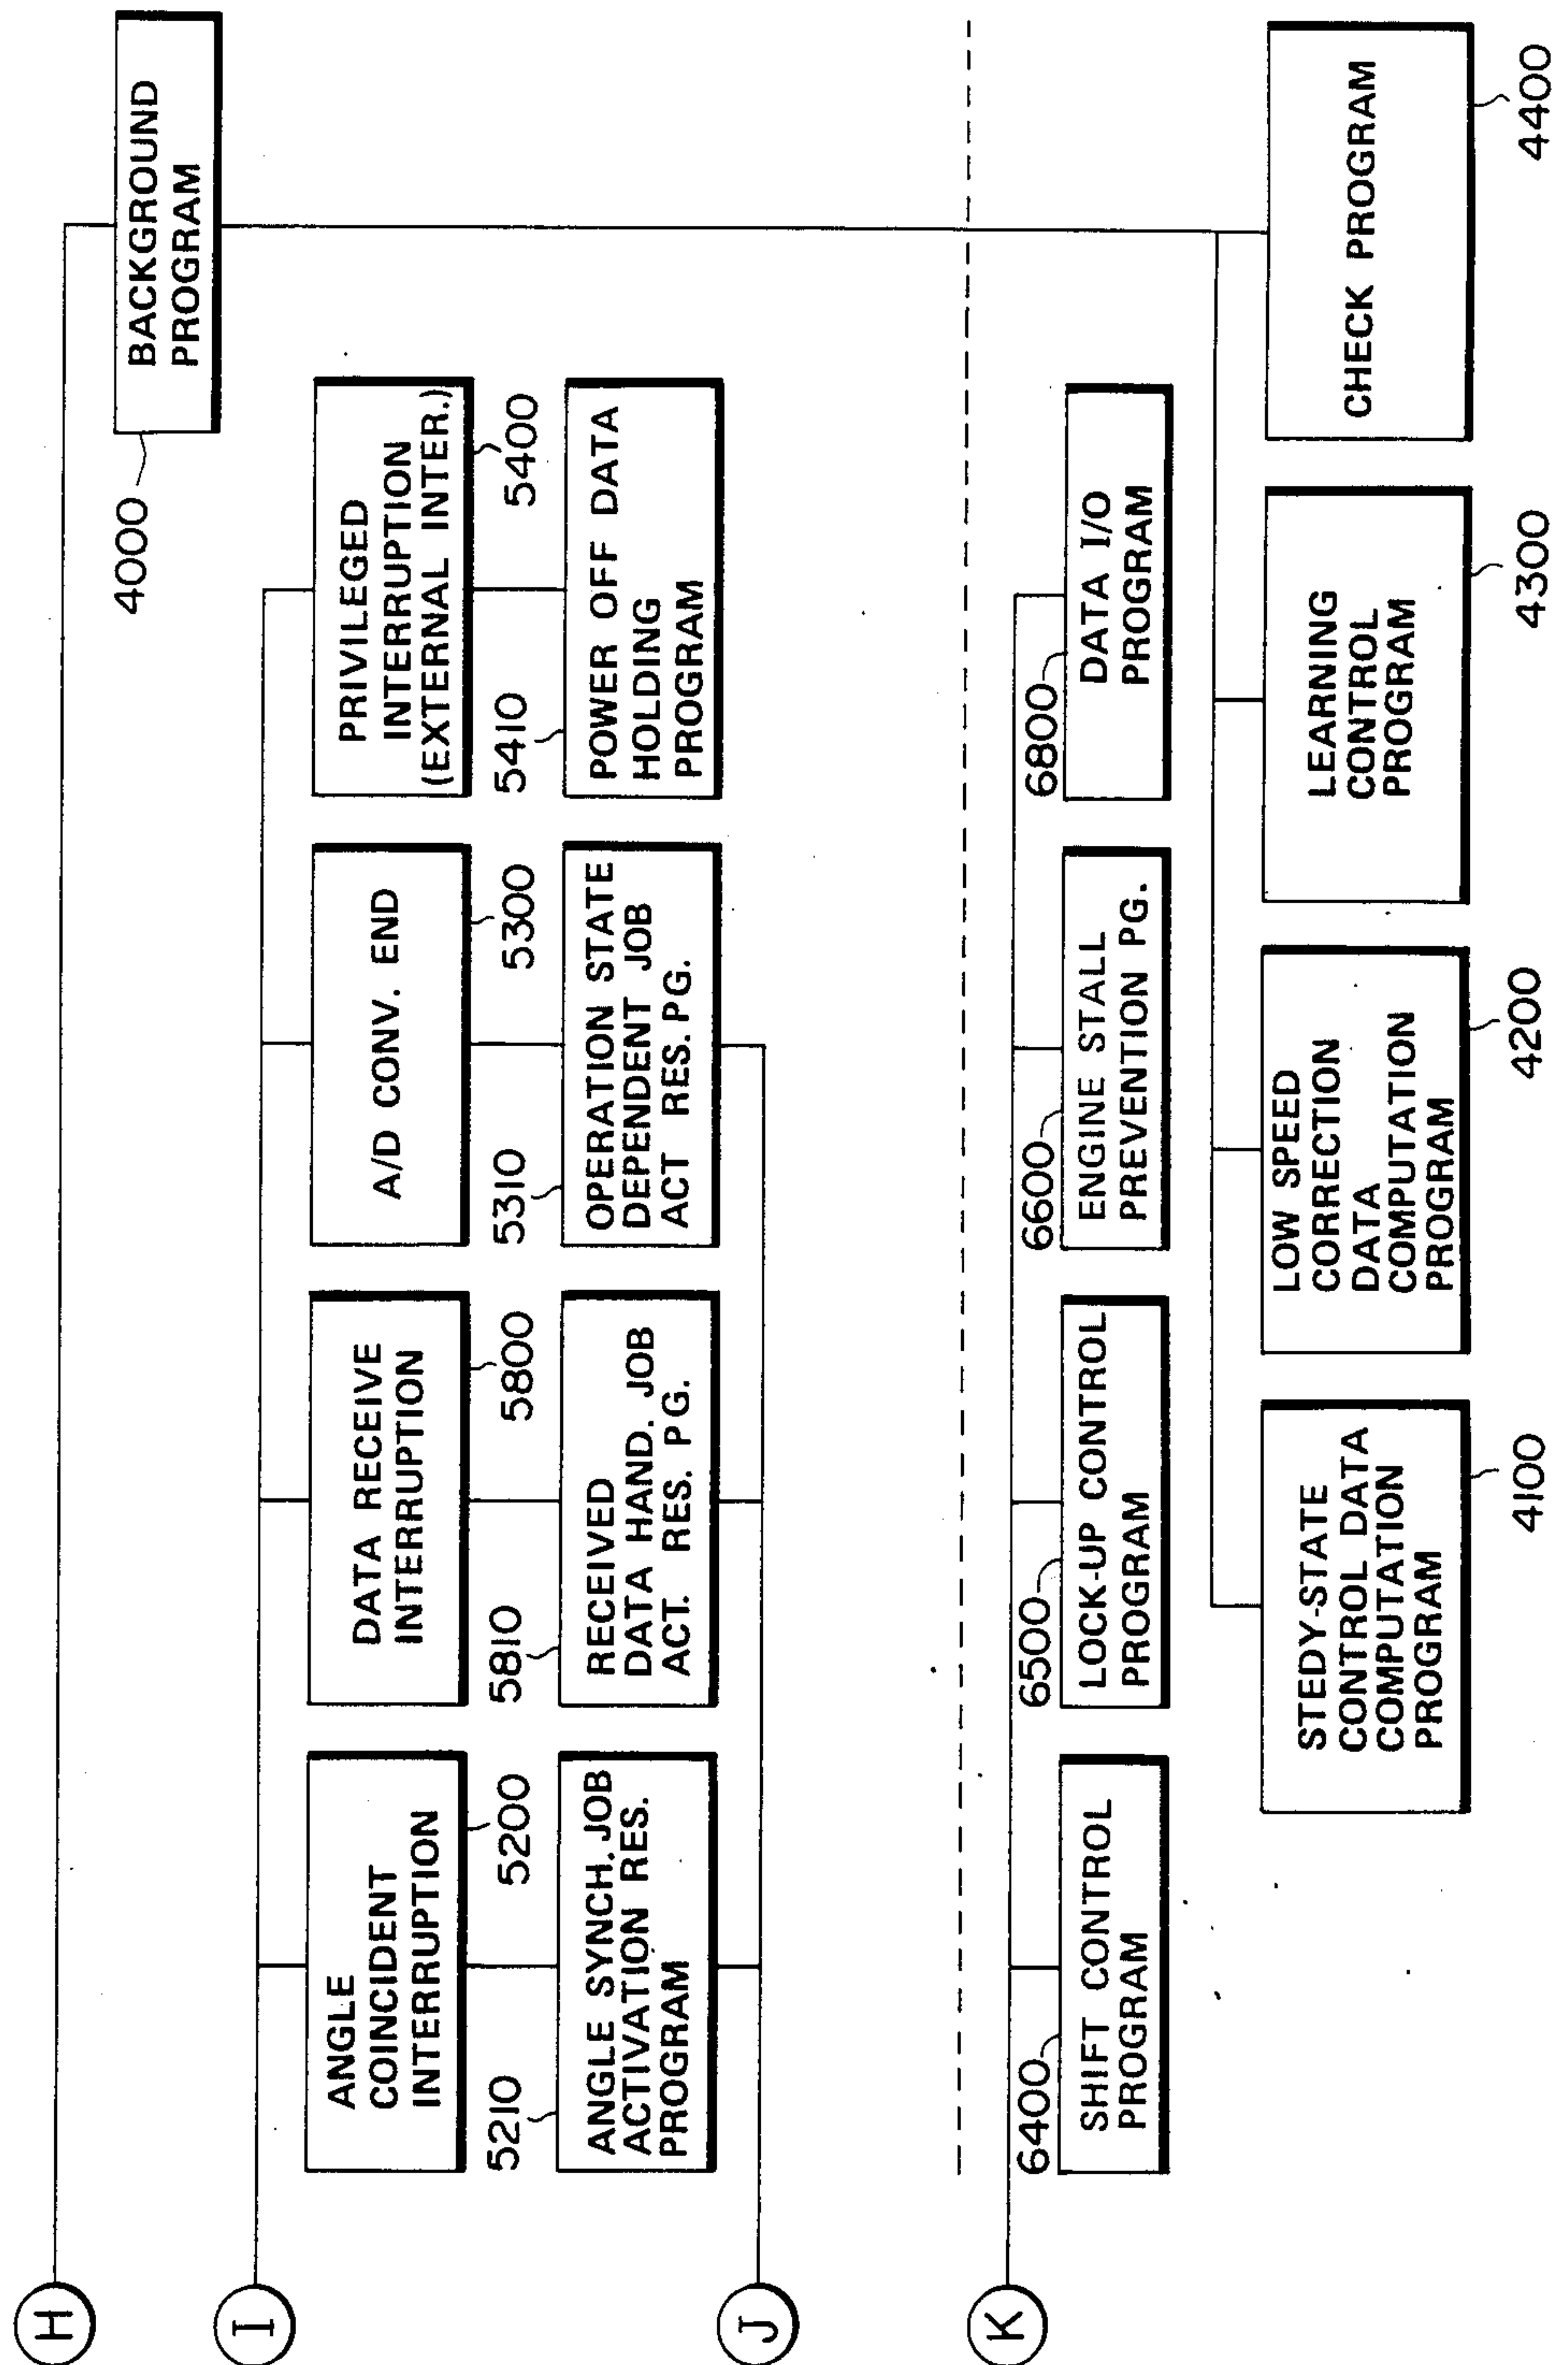 H
4000
BACKGROUND
PROGRAM
I
ANGLE
COINCIDENT
INTERRUPTION
5200
DATA RECEIVE
INTERRUPTION
5800
A/D CONV. END
5300
PRIVILEGED
INTERRUPTION
(EXTERNAL INTER.)
5400
5210
ANGLE SYNCH. JOB
ACTIVATION RES.
PROGRAM
5810
RECEIVED
DATA HAND. JOB
ACT. RES. PG.
5310
OPERATION STATE
DEPENDENT JOB
ACT RES. PG.
5410
POWER OFF DATA
HOLDING
PROGRAM
J
K
6400
SHIFT CONTROL
PROGRAM
6500
LOCK-UP CONTROL
PROGRAM
6600
ENGINE STALL
PREVENTION PG.
6800
DATA I/O
PROGRAM
STEDY-STATE
CONTROL DATA
COMPUTATION
PROGRAM
4100
LOW SPEED
CORRECTION
DATA
COMPUTATION
PROGRAM
4200
LEARNING
CONTROL
PROGRAM
4300
CHECK PROGRAM
4400